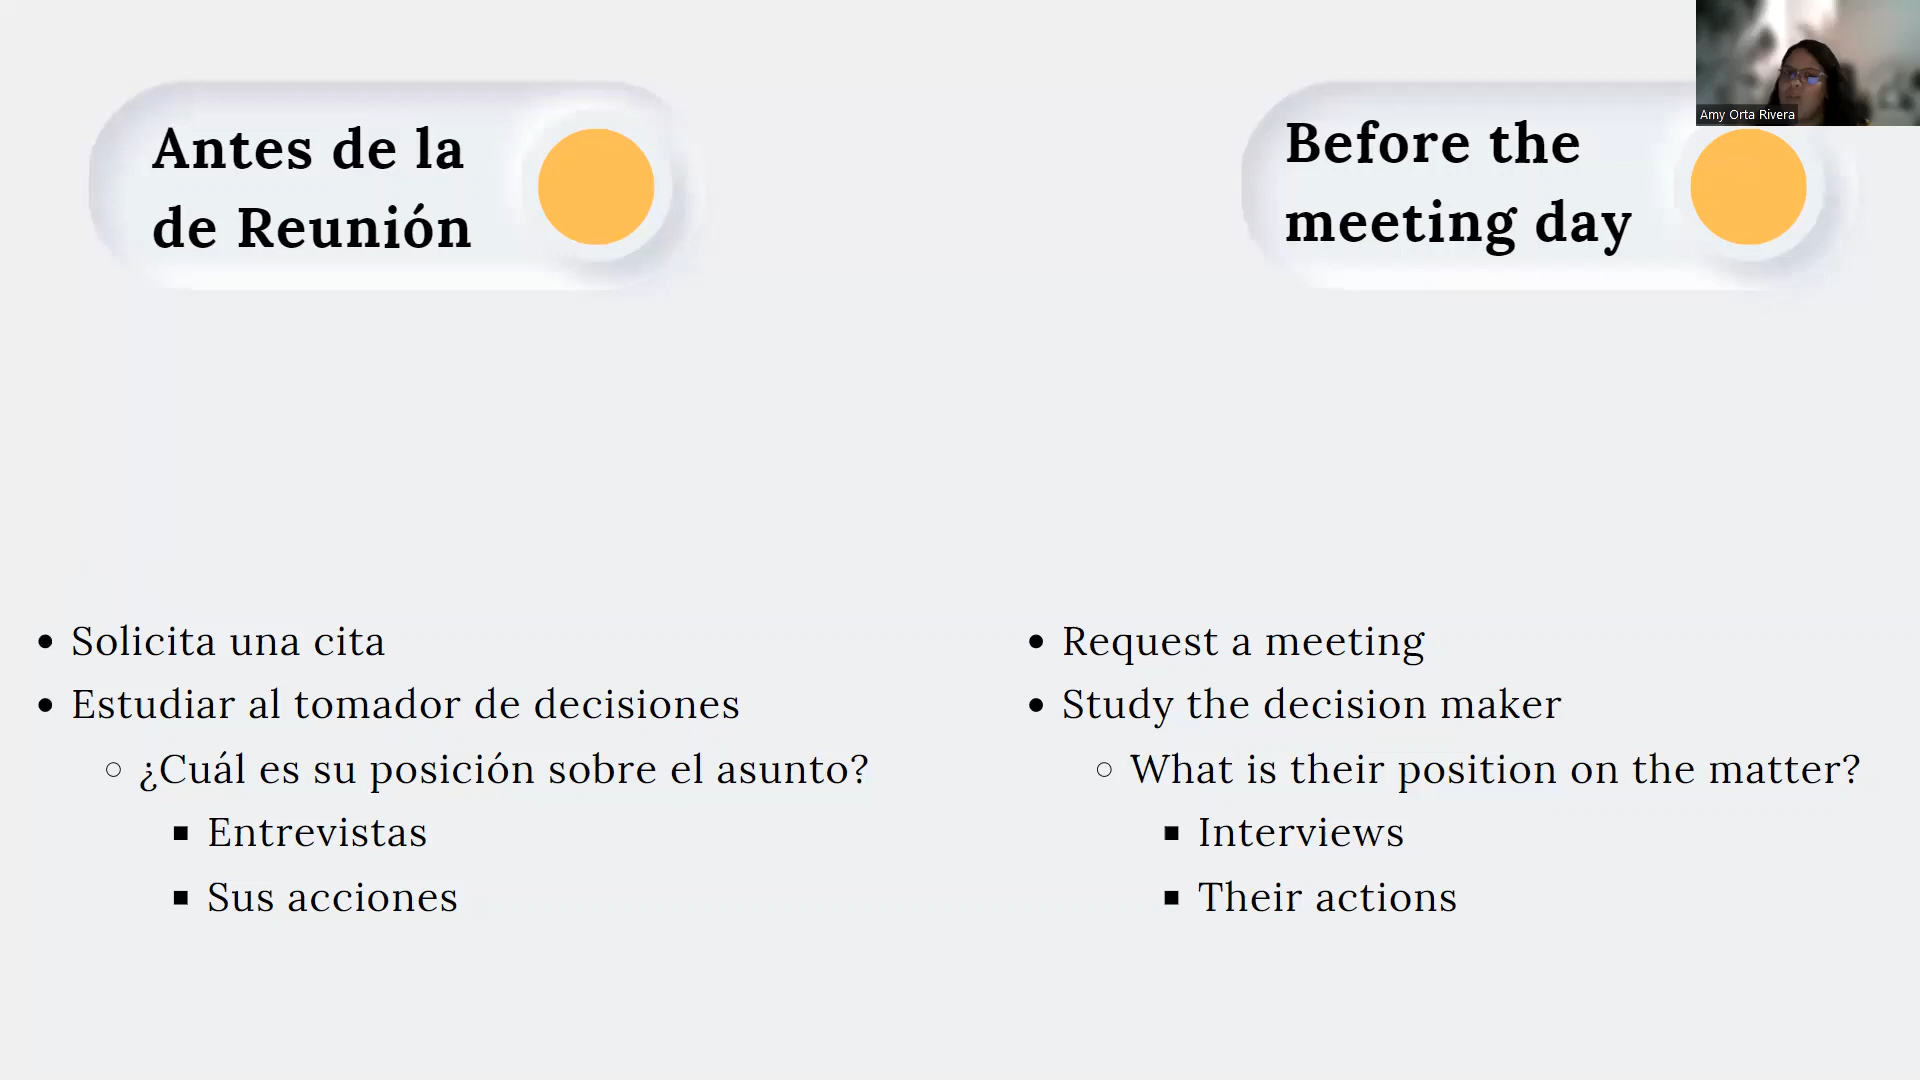 Antes de la
de Reunión
Solicita una cita
Estudiar al tomador de decisiones
¿Cuál es su posición sobre el asunto?
Entrevistas
Sus acciones
Before the
meeting day
Request a meeting
Study the decision maker
What is their position on the matter?
Interviews
Their actions
Amy Orta Rivera